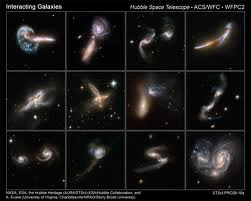 Interacting Galaxies
Hubble Space Telescope • ACS/WFC • WFPC2
NASA, ESA, the Hubble Heritage (AURA/STScI)-ESA/Hubble Collaboration, and
A. Evans (University of Virginia, Charlottesville/NRAO/Stony Brook University)
STScI-PRC08-16a